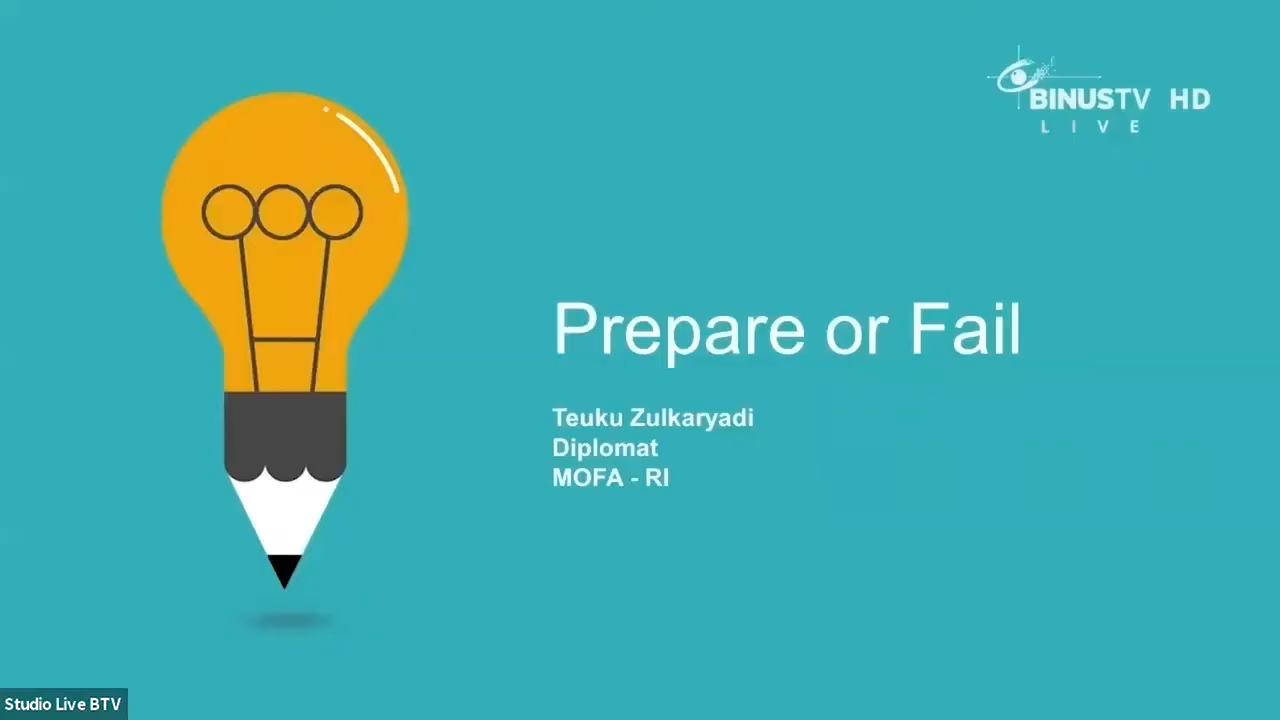 BINUSTV HD
LIVE
Prepare or Fail
Teuku Zulkaryadi
Diplomat
MOFA - RI
Studio Live BTV